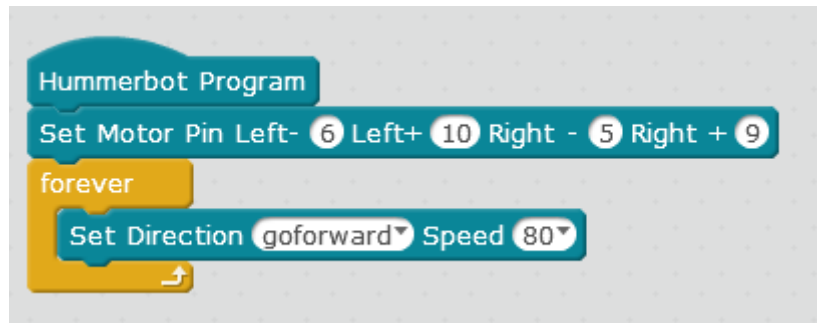 Hummerbot Program
Set Motor Pin Left- 6 Left+ 10 Right - 5 Right + 9
forever
Set Direction goforward Speed 80